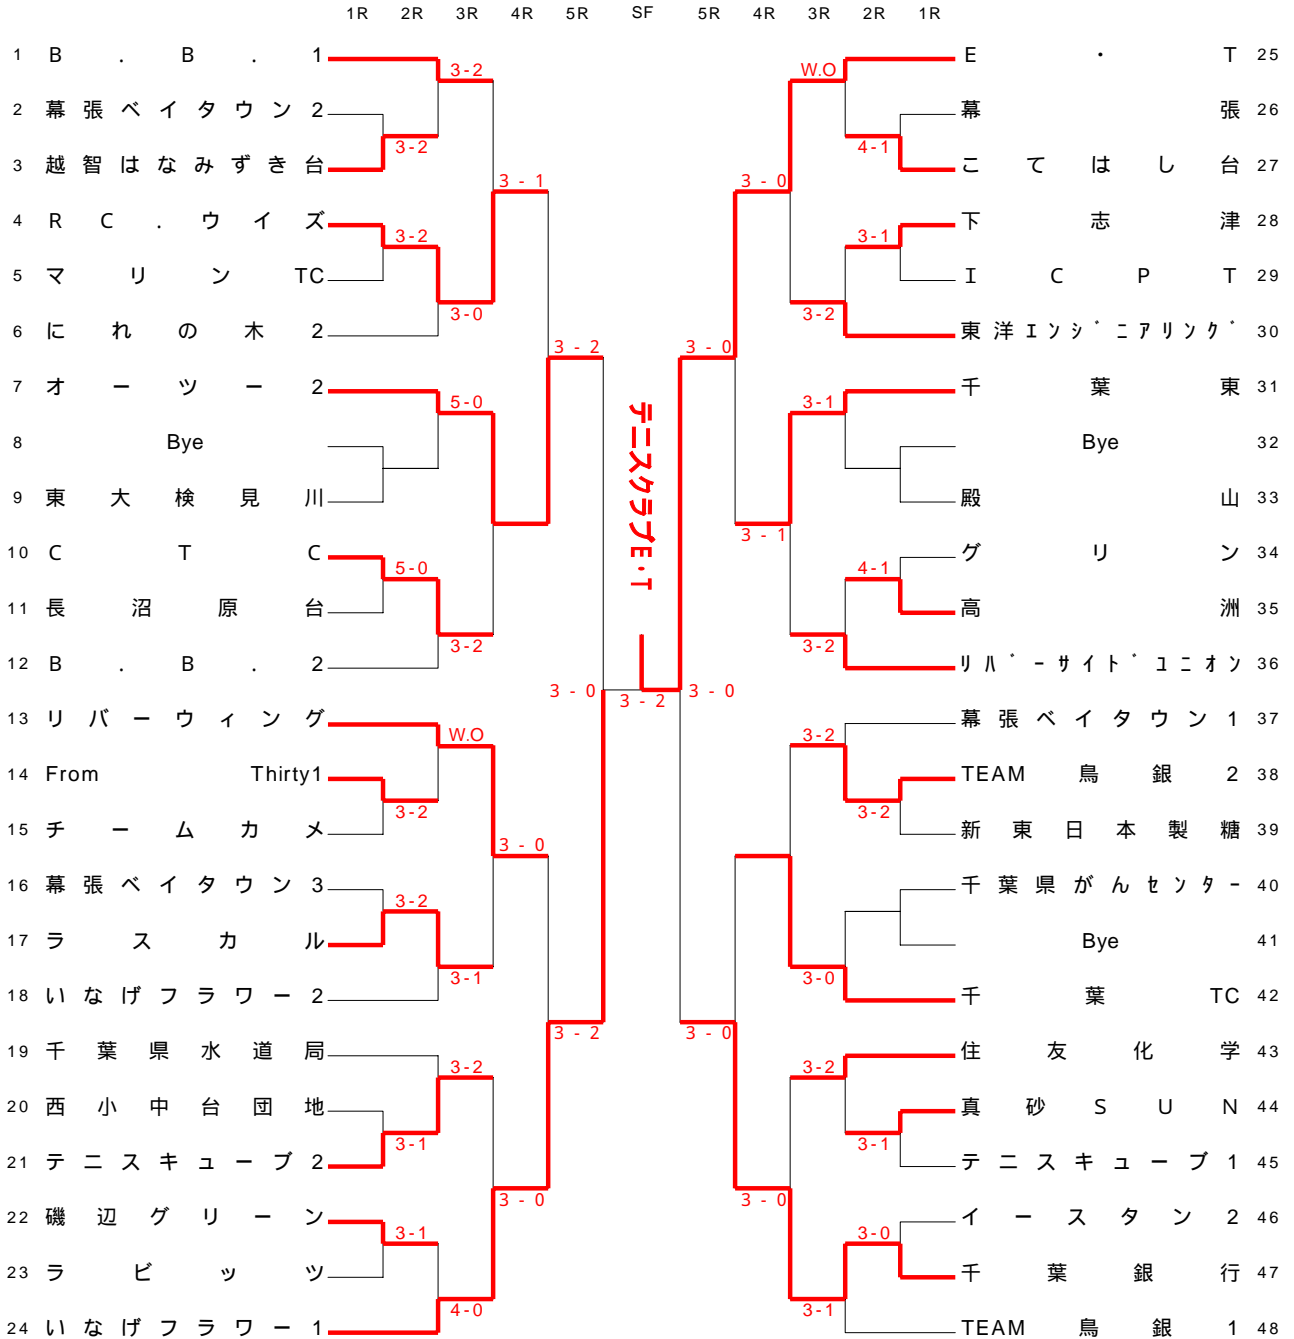 1R 2R 3R 4R 5R SF 5R 4R 3R 2R 1R
1 B . B . 1
3-2
W.O
E ・ T 25
2 幕張ベイタウン2
幕張 26
3-2
4-1
3 越智はなみずき台
こてはし台 27
3-1
3-0
4 RC.ウイズ
下志津 28
3-2
3-1
5 マリンTC
ICPT 29
3-0
3-2
6 にれの木2
東洋エンジニアリング 30
3-2
3-0
7 オーツー2
千葉東 31
5-0
3-1
テニスクラブE・T
8 Bye
Bye 32
9 東大検見川
殿山 33
3-1
10 CTC
グリン 34
5-0
4-1
11 長沼原台
高洲 35
3-2
3-2
12 B.B.2
リバーサイドユニオン 36
3-0
3-2
3-0
13 リバーウィング
幕張ベイタウン1 37
W.O
3-2
14 From Thirty1
TEAM 鳥銀2 38
3-2
3-2
15 チームカメ
新東日本製糖 39
3-0
16 幕張ベイタウン3
千葉県がんセンター 40
3-2
17 ラスカル
Bye 41
3-1
3-0
18 いなげフラワー2
千葉TC 42
3-2
3-0
19 千葉県水道局
住友化学 43
3-2
3-2
20 西小中台団地
真砂SUN 44
3-1
3-1
21 テニスキューブ2
テニスキューブ1 45
3-0
3-0
22 磯辺グリーン
イースタン2 46
3-1
3-0
23 ラビッツ
千葉銀行 47
4-0
3-1
24 いなげフラワー1
TEAM 鳥銀1 48